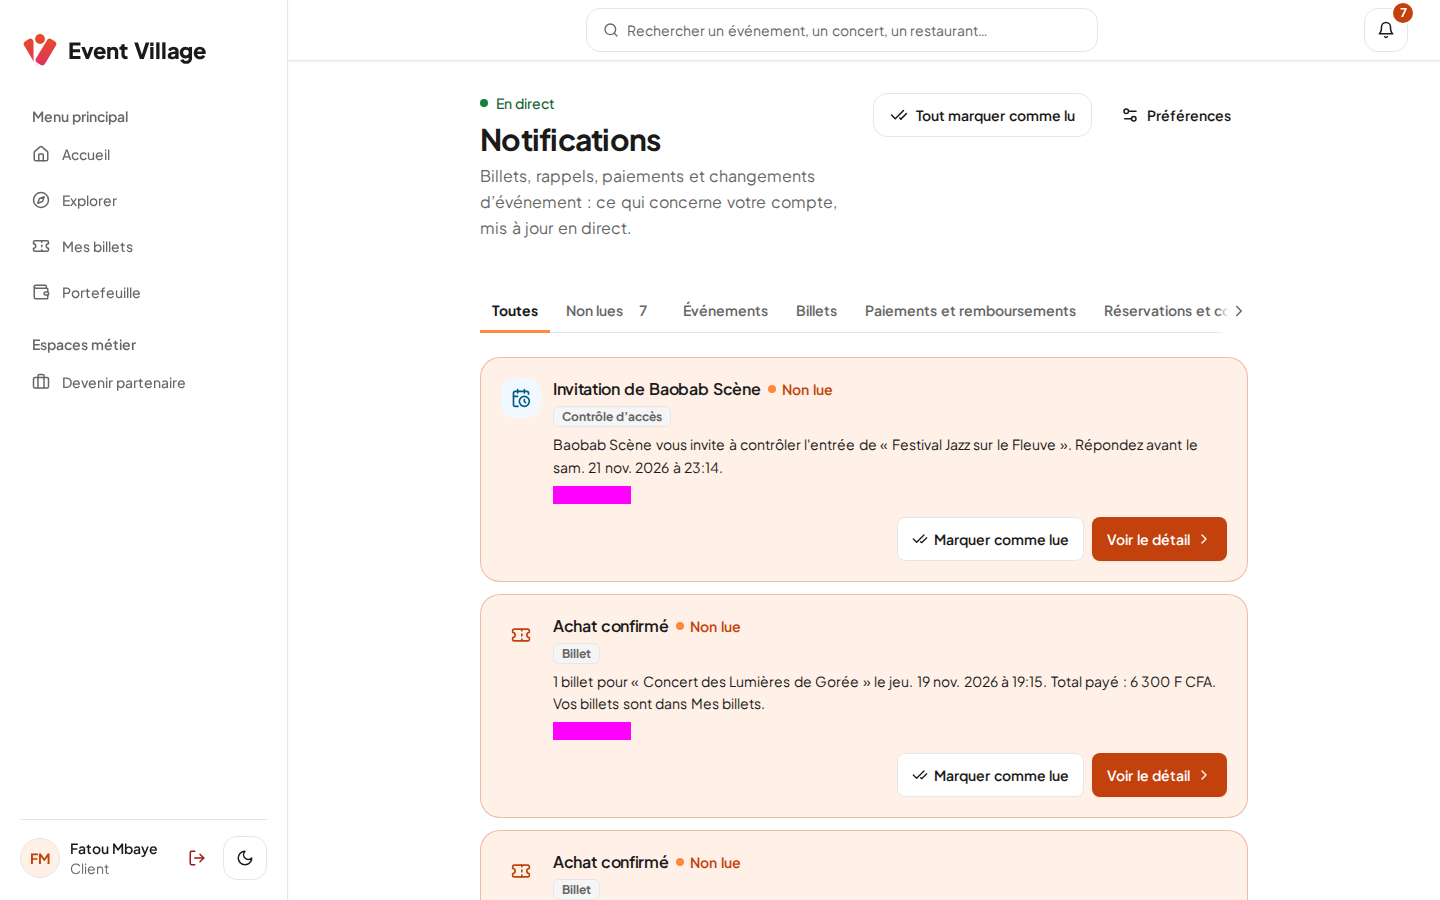 Event Village
Rechercher un événement, un concert, un restaurant...
7
Menu principal
Accueil
Explorer
Mes billets
Portefeuille
Espaces métier
Devenir partenaire
FM
Fatou Mbaye
Client
En direct
Notifications
Billets, rappels, paiements et changements
d’événement : ce qui concerne votre compte,
mis à jour en direct.
Tout marquer comme lu
Préférences
Toutes
Non lues 7
Événements
Billets
Paiements et remboursements
Réservations et
Invitation de Baobab Scène
Non lue
Contrôle d’accès
Baobab Scène vous invite à contrôler l’entrée de « Festival Jazz sur le Fleuve ». Répondez avant le
sam. 21 nov. 2026 à 23:14.
Marquer comme lue
Voir le détail
Achat confirmé
Non lue
Billet
1 billet pour « Concert des Lumières de Gorée » le jeu. 19 nov. 2026 à 19:15. Total payé : 6 300 F CFA.
Vos billets sont dans Mes billets.
Marquer comme lue
Voir le détail
Achat confirmé
Non lue
Billet